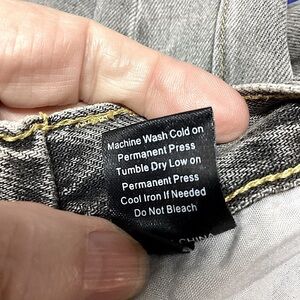 Machine Wash Cold on
Permanent Press
Tumble Dry Low on
Permanent Press
Cool Iron If Needed
Do Not Bleach
CHINA